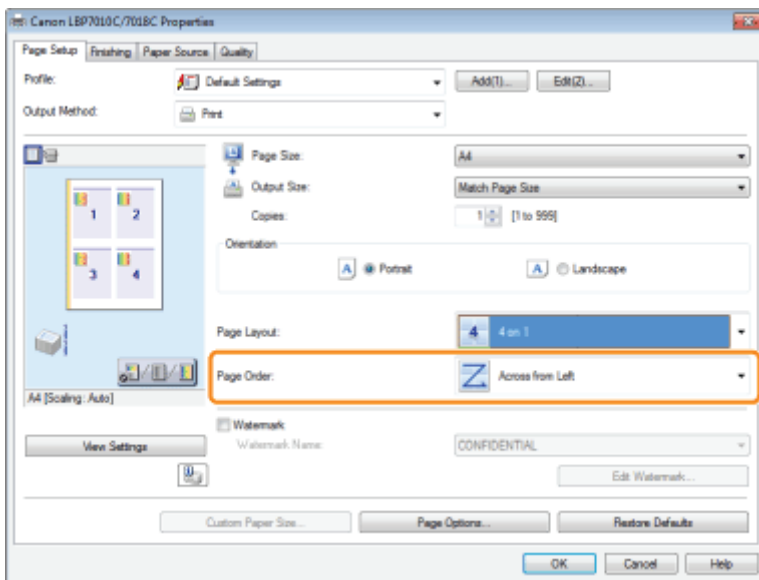 Canon LBP7010C/7018C Properties
Page Setup Finishing Paper Source Quality
Profile: Default Settings Add(1)... Edit(2)...
Output Method: Print
Page Size: A4
Output Size: Match Page Size
Copies: 1 [1 to 999]
Orientation
A Portrait A Landscape
1 2
3 4
Page Layout: 4 4 on 1
Page Order: Across from Left
A4 [Scaling: Auto]
Watermark
Watermark Name: CONFIDENTIAL
View Settings
Edit Watermark...
Custom Paper Size... Page Options... Restore Defaults
OK Cancel Help